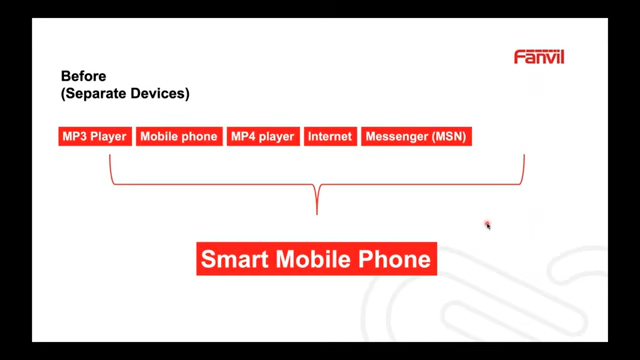 Fanvil
Before
(Separate Devices)
MP3 Player Mobile phone MP4 player Internet Messenger (MSN)
Smart Mobile Phone